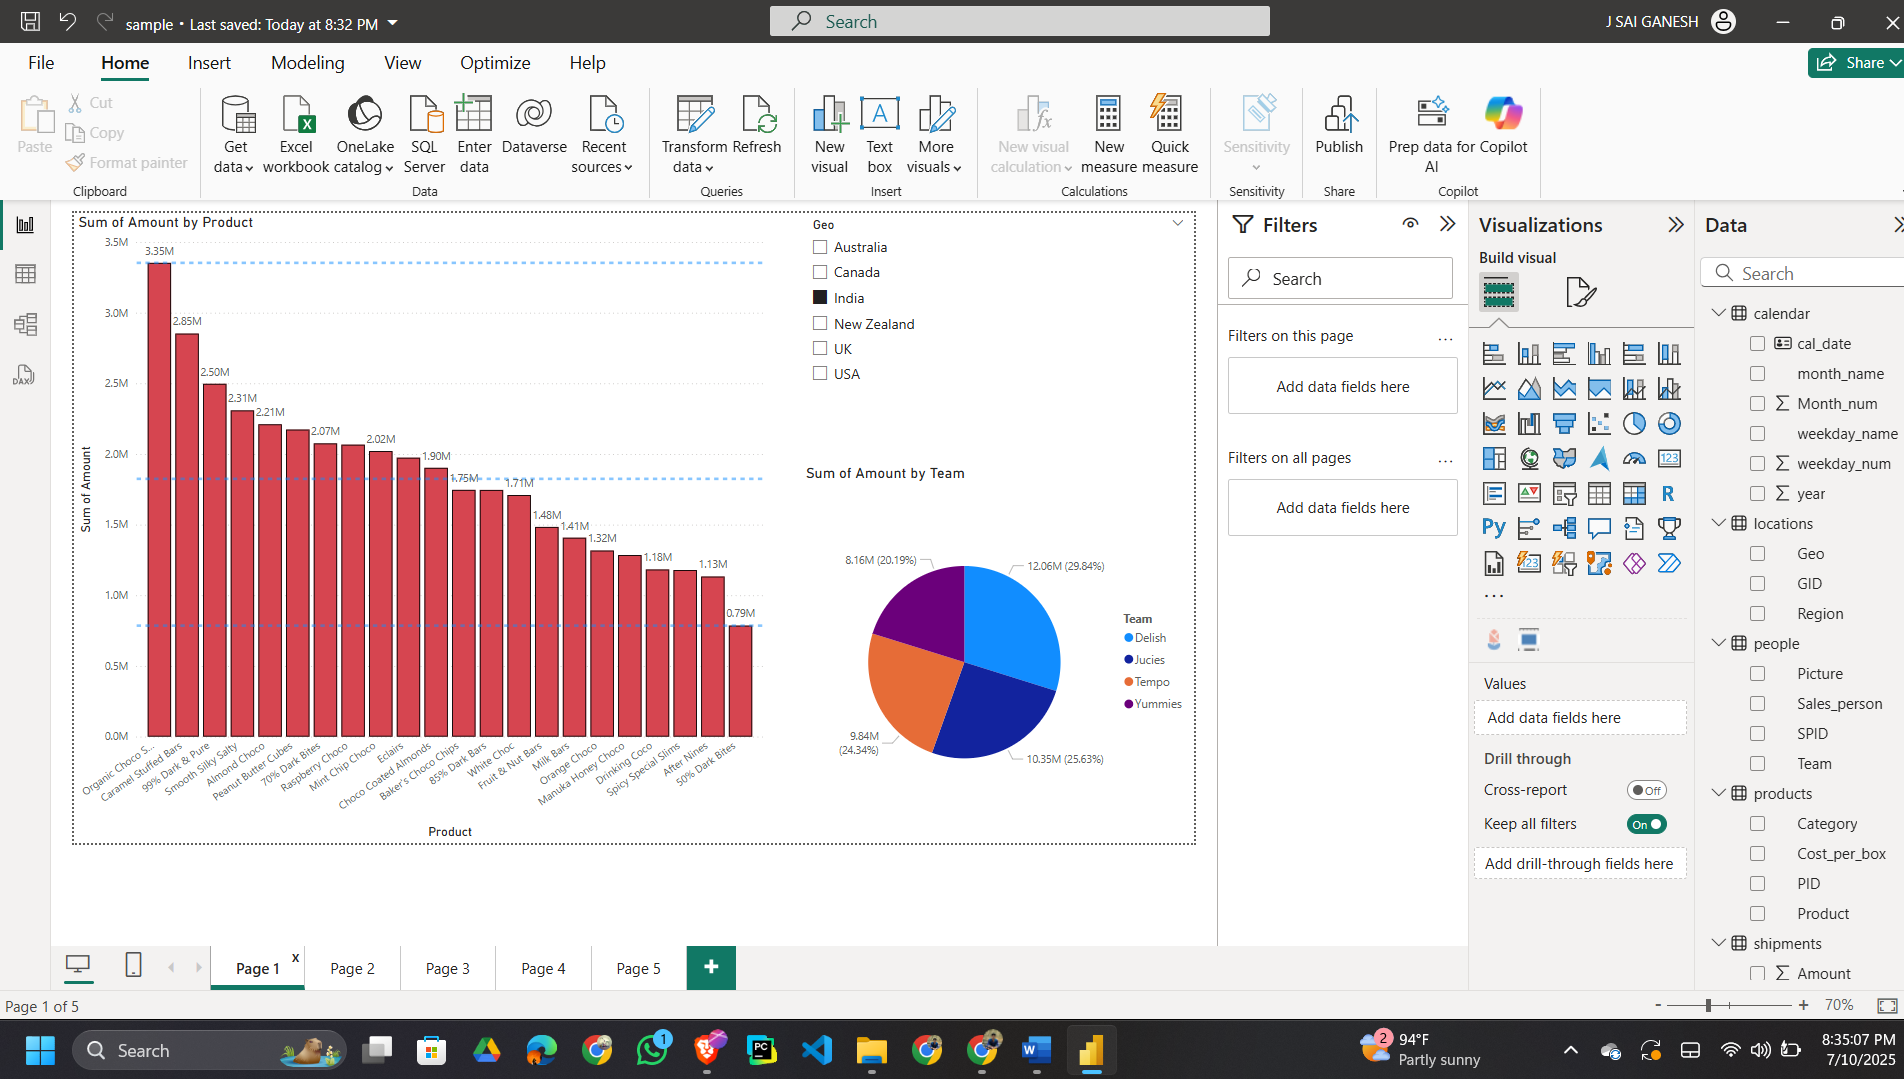 sample • Last saved: Today at 8:32 PM
Search
J SAI GANESH
File
Home
Insert
Modeling
View
Optimize
Help
Share
Paste
Cut
Copy
Format painter
Clipboard
Get data
Excel workbook
OneLake catalog
SQL Server
Enter data
Dataverse
Recent sources
Data
Transform data
Refresh
Queries
New visual
Text box
More visuals
Insert
New visual calculation
New measure
Quick measure
Calculations
Sensitivity
Sensitivity
Publish
Share
Prep data for AI
Copilot
Copilot
Sum of Amount by Product
3.5M
3.0M
2.5M
2.0M
1.5M
1.0M
0.5M
0.0M
Sum of Amount
3.35M
2.85M
2.50M
2.31M
2.21M
2.07M
2.02M
1.90M
1.75M
1.71M
1.48M
1.41M
1.32M
1.18M
1.13M
0.79M
Organic Choco S...
Caramel Stuffed Bars
99% Dark & Pure
Smooth Silky Salty
Almond Choco
Peanut Butter Cubes
70% Dark Bites
Raspberry Choco
Mint Chip Choco
Eclairs
Choco Coated Almonds
Baker's Choco Chips
85% Dark Bars
White Choc
Fruit & Nut Bars
Milk Bars
Orange Choco
Manuka Honey Choco
Drinking Coco
Spicy Special Slims
After Nines
50% Dark Bites
Product
Geo
Australia
Canada
India
New Zealand
UK
USA
Sum of Amount by Team
8.16M (20.19%)
12.06M (29.84%)
9.84M
(24.34%)
10.35M (25.63%)
Team
Delish
Jucies
Tempo
Yummies
Filters
Search
Filters on this page
...
Add data fields here
Filters on all pages
...
Add data fields here
Visualizations
Build visual
123
R
Py
123
...
Values
Add data fields here
Drill through
Cross-report
Off
Keep all filters
On
Add drill-through fields here
Data
Search
calendar
cal_date
month_name
Month_num
weekday_name
weekday_num
year
locations
Geo
GID
Region
people
Picture
Sales_person
SPID
Team
products
Category
Cost_per_box
PID
Product
shipments
Amount
DAX
Page 1
x
Page 2
Page 3
Page 4
Page 5
+
Page 1 of 5
- + 70%
Search
PC
1
W
2
94°F
Partly sunny
8:35:07 PM
7/10/2025